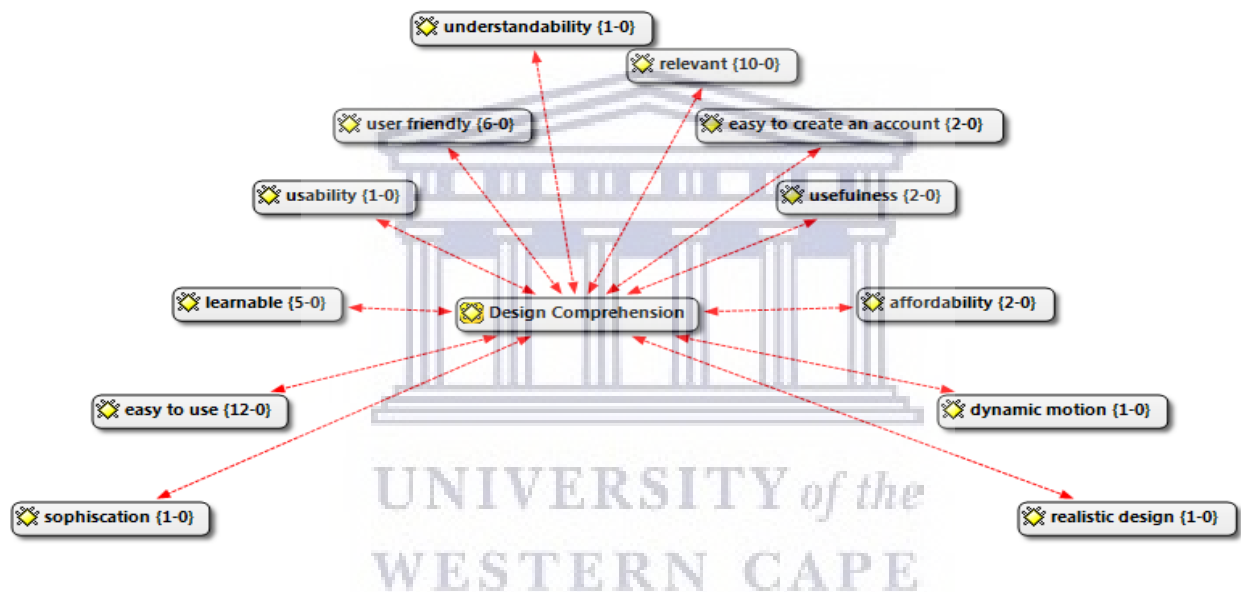 understandability {1-0}
relevant {10-0}
user friendly {6-0}
easy to create an account {2-0}
usability {1-0}
usefulness {2-0}
learnable {5-0}
Design Comprehension
affordability {2-0}
easy to use {12-0}
dynamic motion {1-0}
sophiscation {1-0}
realistic design {1-0}
UNIVERSITY of the
WESTERN CAPE